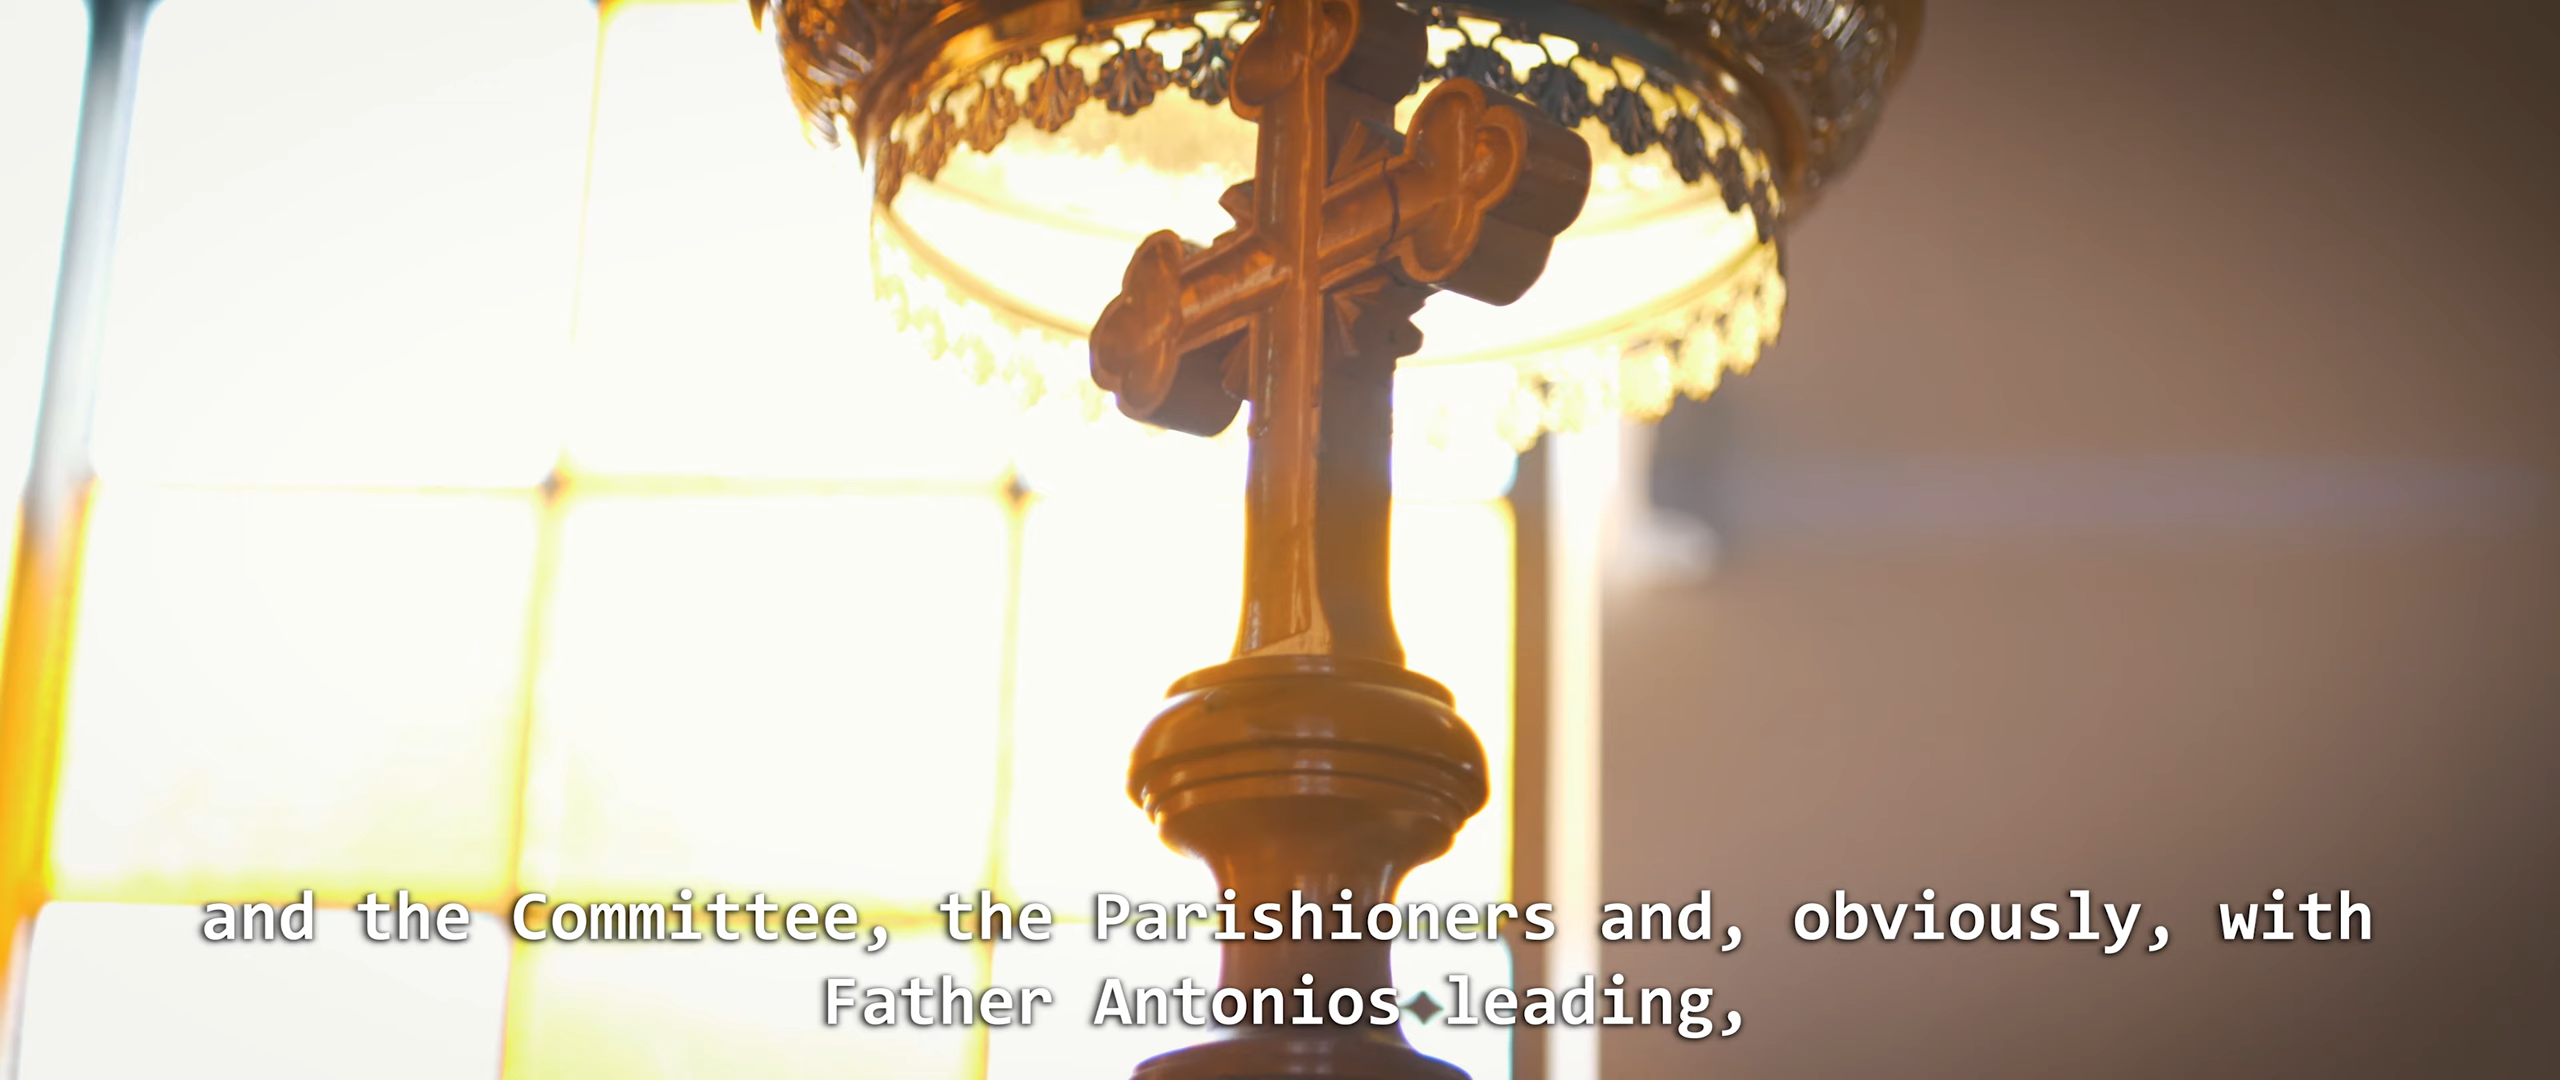 and the Committee, the Parishioners and, obviously, with
Father Antonios leading,